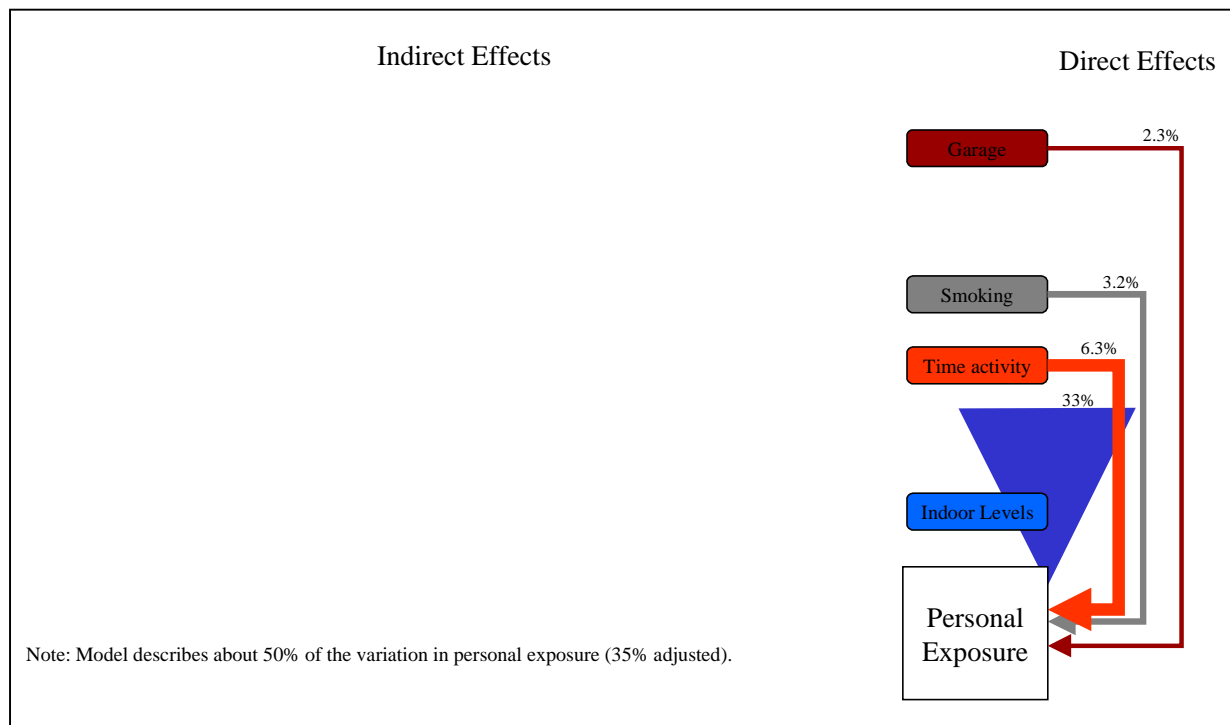 Indirect Effects
Direct Effects
Garage
2.3%
Smoking
3.2%
Time activity
6.3%
33%
Indoor Levels
Personal
Exposure
Note: Model describes about 50% of the variation in personal exposure (35% adjusted).